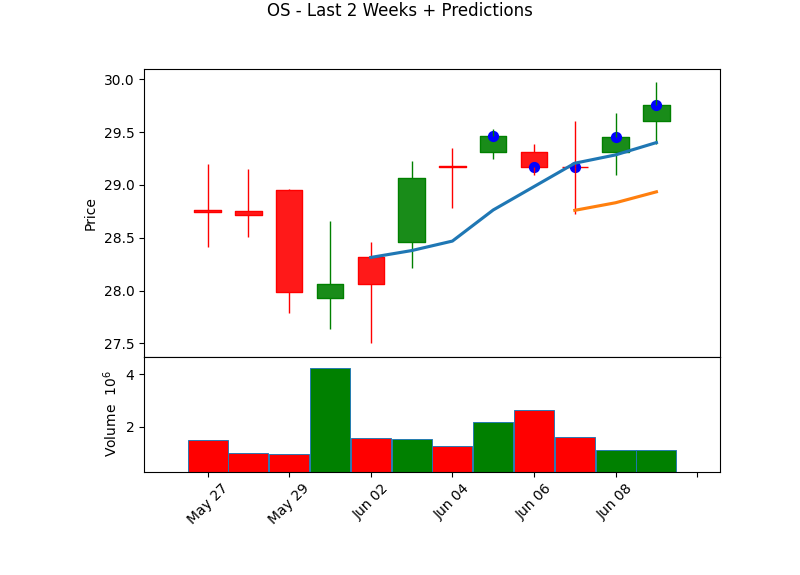 OS - Last 2 Weeks + Predictions
30.0
29.5
29.0
28.5
28.0
27.5
Price
4
2
Volume 10^6
May 27
May 29
Jun 02
Jun 04
Jun 06
Jun 08